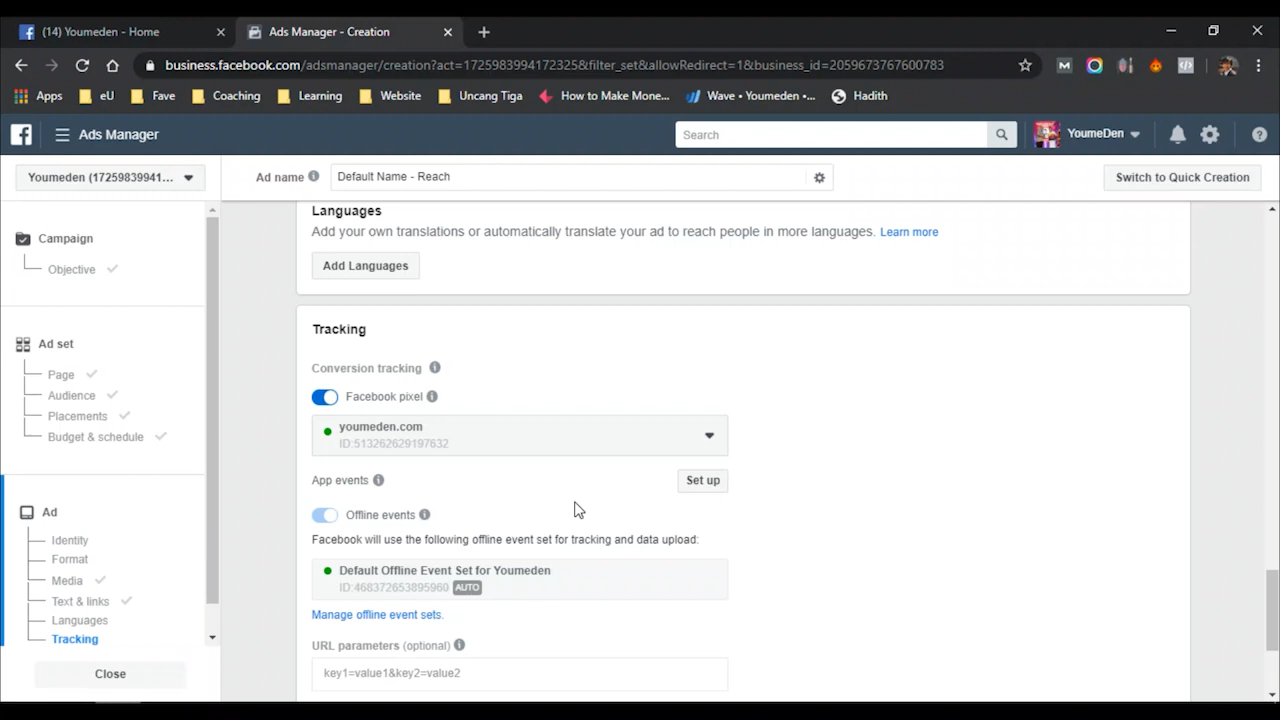 (14) Youmeden - Home
Ads Manager - Creation
business.facebook.com/adsmanager/creation?act=1725983994172325&filter_set&allowRedirect=1&business_id=2059673767600783
Apps eU Fave Coaching Learning Website Uncang Tiga How to Make Mone... Wave • Youmeden •... Hadith
Ads Manager
Search
YoumeDen
Youmeden (17259839941...
Ad name
Default Name - Reach
Switch to Quick Creation
Campaign
Objective
Ad set
Page
Audience
Placements
Budget & schedule
Ad
Identity
Format
Media
Text & links
Languages
Tracking
Close
Languages
Add your own translations or automatically translate your ad to reach people in more languages. Learn more
Add Languages
Tracking
Conversion tracking
Facebook pixel
youmeden.com
ID:513262629197632
App events
Set up
Offline events
Facebook will use the following offline event set for tracking and data upload:
Default Offline Event Set for Youmeden
ID:468372653895960 AUTO
Manage offline event sets.
URL parameters (optional)
key1=value1&key2=value2